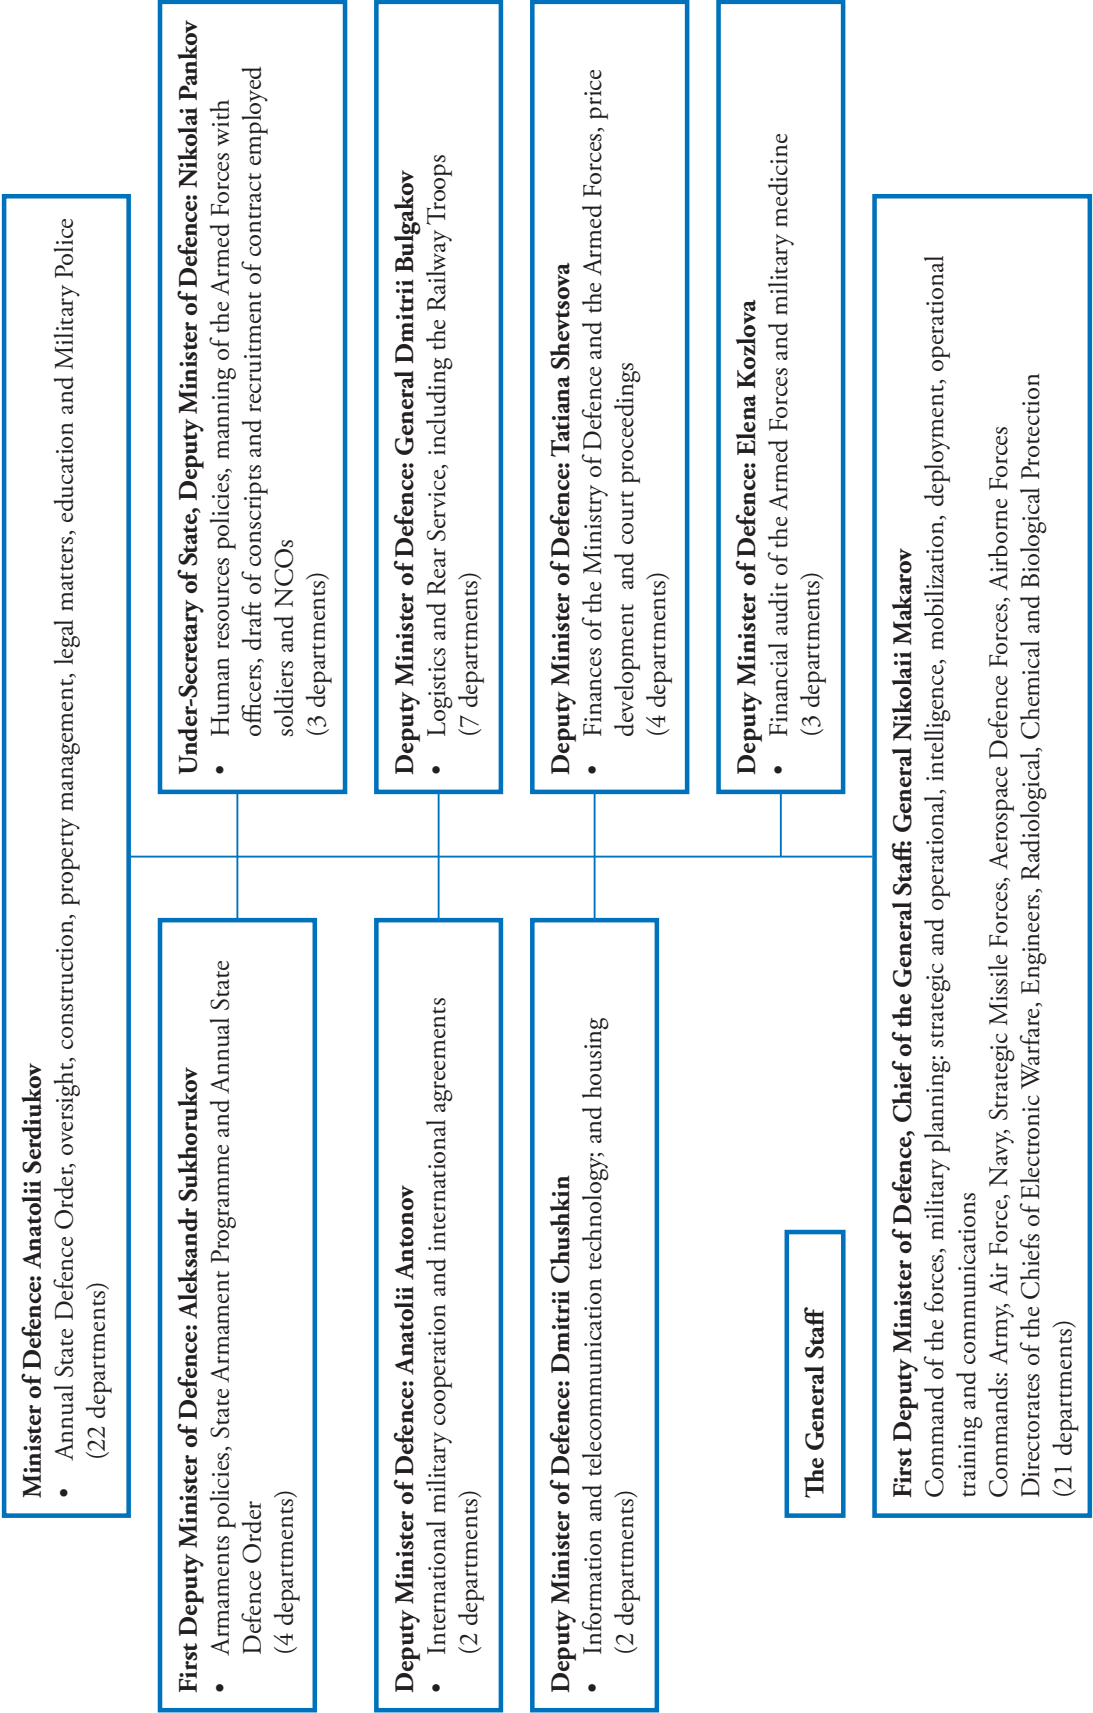 Minister of Defence: Anatolii Serdiukov
• Annual State Defence Order, oversight, construction, property management, legal matters, education and Military Police
(22 departments)
First Deputy Minister of Defence: Aleksandr Sukhorukov
• Armaments policies, State Armament Programme and Annual State
Defence Order
(4 departments)
Under-Secretary of State, Deputy Minister of Defence: Nikolai Pankov
• Human resources policies, manning of the Armed Forces with
officers, draft of conscripts and recruitment of contract employed
soldiers and NCOs
(3 departments)
Deputy Minister of Defence: Anatolii Antonov
• International military cooperation and international agreements
(2 departments)
Deputy Minister of Defence: General Dmitrii Bulgakov
• Logistics and Rear Service, including the Railway Troops
(7 departments)
Deputy Minister of Defence: Dmitrii Chushkin
• Information and telecommunication technology; and housing
(2 departments)
Deputy Minister of Defence: Tatiana Shevtsova
• Finances of the Ministry of Defence and the Armed Forces, price
development and court proceedings
(4 departments)
Deputy Minister of Defence: Elena Kozlova
• Financial audit of the Armed Forces and military medicine
(3 departments)
The General Staff
First Deputy Minister of Defence, Chief of the General Staff: General Nikolaii Makarov
Command of the forces, military planning: strategic and operational, intelligence, mobilization, deployment, operational
training and communications
Commands: Army, Air Force, Navy, Strategic Missile Forces, Aerospace Defence Forces, Airborne Forces
Directorates of the Chiefs of Electronic Warfare, Engineers, Radiological, Chemical and Biological Protection
(21 departments)